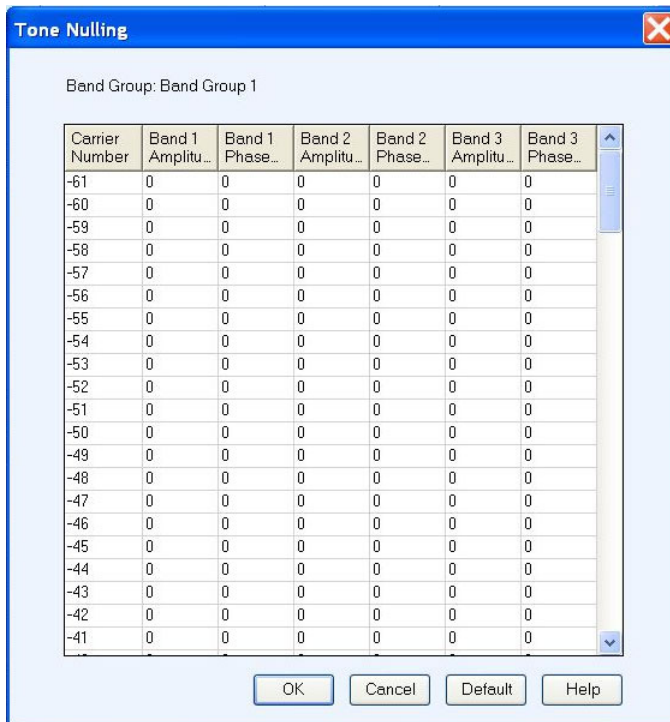 Tone Nulling
Band Group: Band Group 1
Carrier Number Band 1 Amplitu... Band 1 Phase... Band 2 Amplitu... Band 2 Phase... Band 3 Amplitu... Band 3 Phase...
-61 0 0 0 0 0 0
-60 0 0 0 0 0 0
-59 0 0 0 0 0 0
-58 0 0 0 0 0 0
-57 0 0 0 0 0 0
-56 0 0 0 0 0 0
-55 0 0 0 0 0 0
-54 0 0 0 0 0 0
-53 0 0 0 0 0 0
-52 0 0 0 0 0 0
-51 0 0 0 0 0 0
-50 0 0 0 0 0 0
-49 0 0 0 0 0 0
-48 0 0 0 0 0 0
-47 0 0 0 0 0 0
-46 0 0 0 0 0 0
-45 0 0 0 0 0 0
-44 0 0 0 0 0 0
-43 0 0 0 0 0 0
-42 0 0 0 0 0 0
-41 0 0 0 0 0 0
OK Cancel Default Help